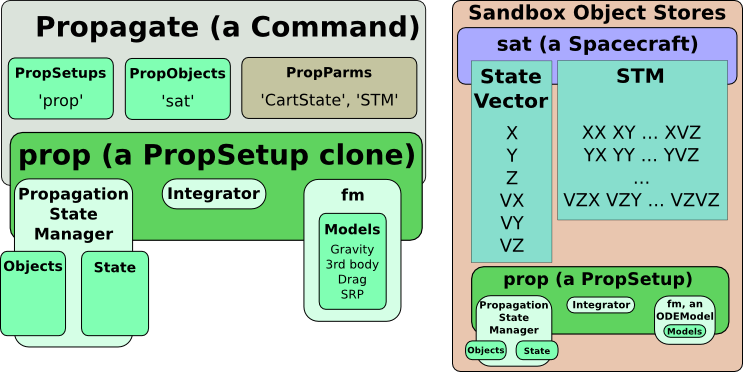 Propagate (a Command)
PropSetups
'prop'
PropObjects
'sat'
PropParms
'CartState', 'STM'
prop (a PropSetup clone)
Propagation
State
Manager
Objects
State
Integrator
fm
Models
Gravity
3rd body
Drag
SRP
Sandbox Object Stores
sat (a Spacecraft)
State
Vector
X
Y
Z
VX
VY
VZ
STM
XX XY ... XVZ
YX YY ... YVZ
...
VZX VZY ... VZVZ
prop (a PropSetup)
Propagation
State
Manager
Objects
State
Integrator
fm, an
ODEModel
Models